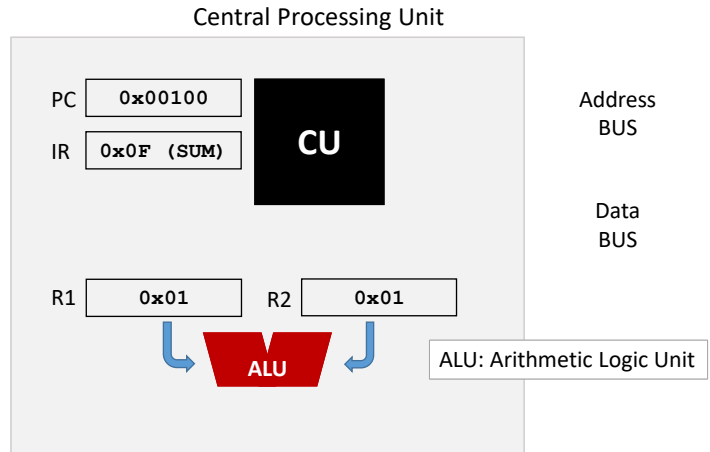 Central Processing Unit
PC 0x00100
IR 0x0F (SUM)
CU
Address
BUS
Data
BUS
R1 0x01 R2 0x01
ALU
ALU: Arithmetic Logic Unit